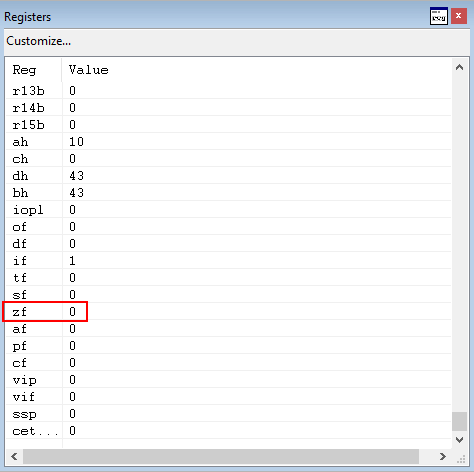 Registers
Customize...
Reg Value
r13b 0
r14b 0
r15b 0
ah 10
ch 0
dh 43
bh 43
iopl 0
of 0
df 0
if 1
tf 0
sf 0
zf 0
af 0
pf 0
cf 0
vip 0
vif 0
ssp 0
cet... 0